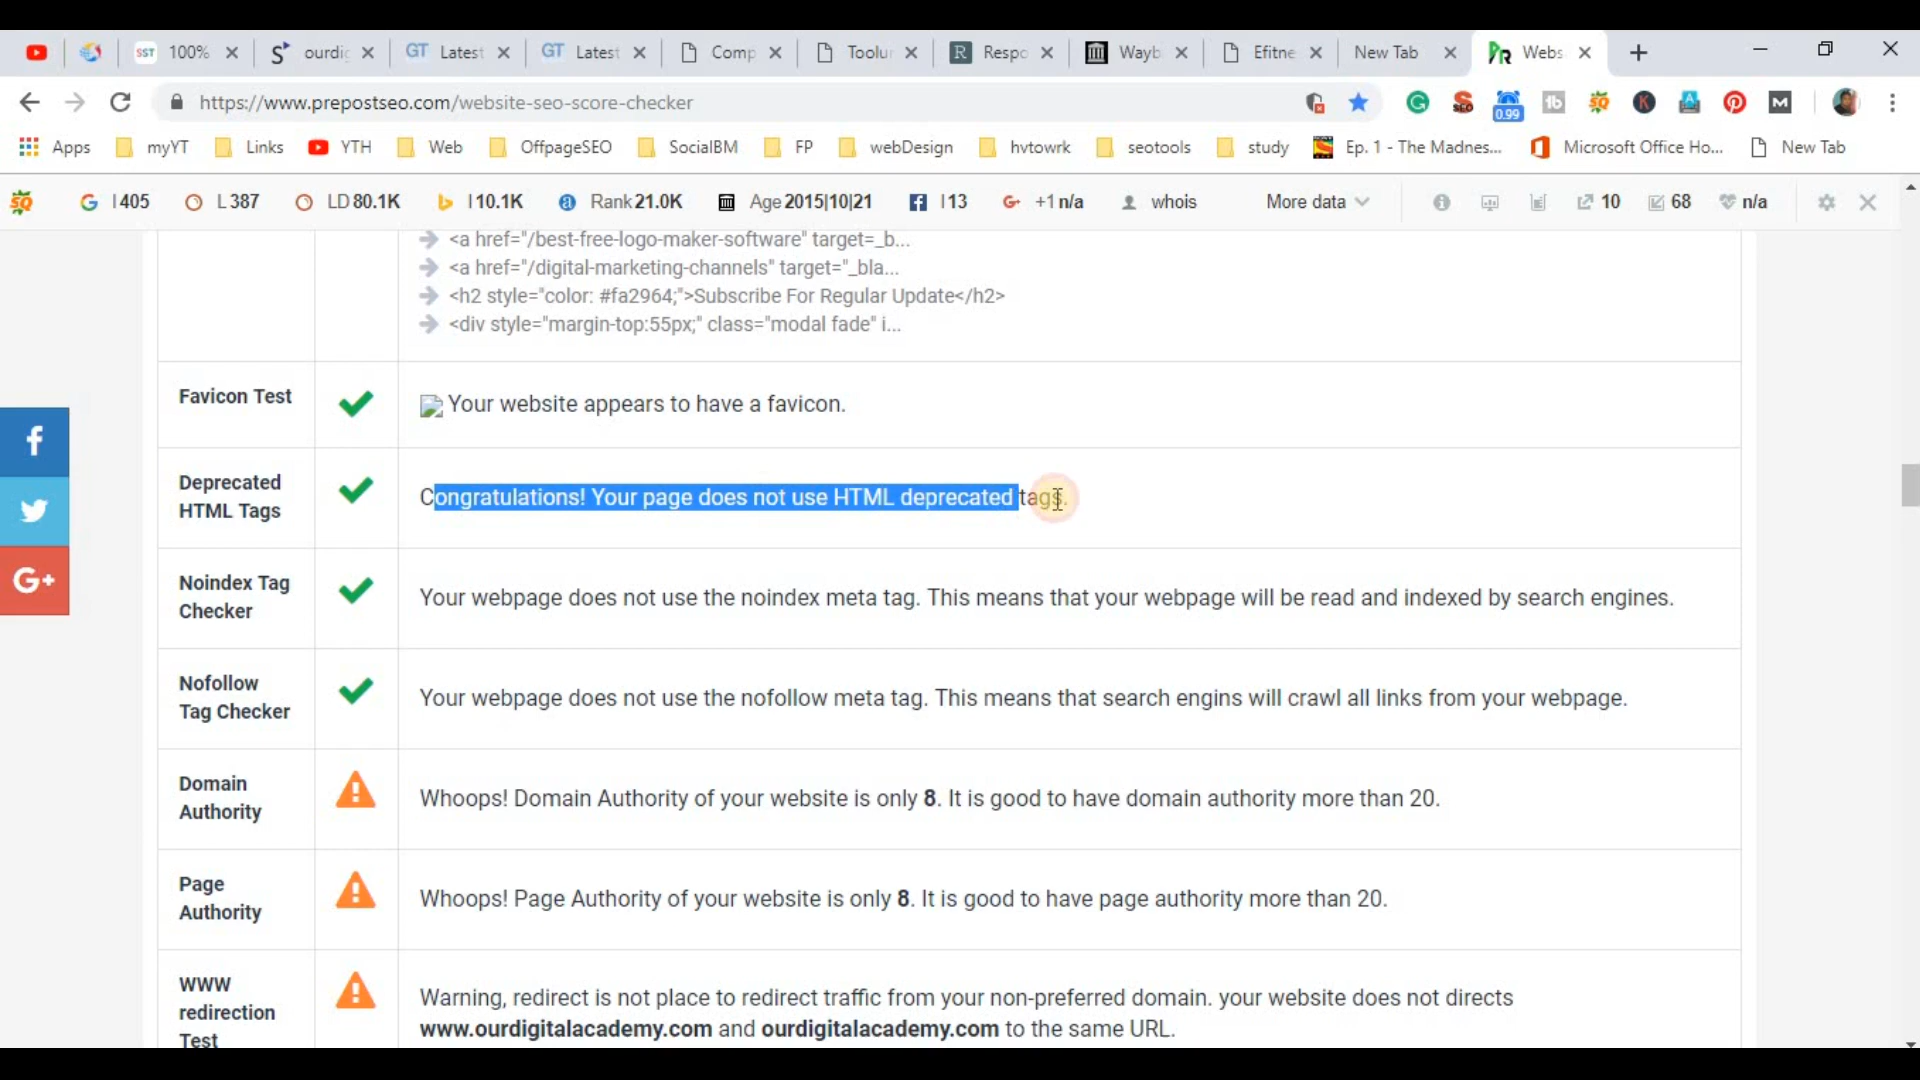 SST 100%
ourdig
GT Latest
GT Latest
Comp
Toolur
R Respo
Wayb
Efitne
New Tab
PR Webs
https://www.prepostseo.com/website-seo-score-checker
SEO
0.99
tb
SQ
K
A
M
Apps
myYT
Links
YTH
Web
OffpageSEO
SocialBM
FP
webDesign
hvtowrk
seotools
study
Ep. 1 - The Madnes...
Microsoft Office Ho...
New Tab
SQ
G I 405
L 387
LD 80.1K
I 10.1K
a Rank 21.0K
Age 2015|10|21
I 13
G+ +1 n/a
whois
More data
10
68
n/a
<a href="/best-free-logo-maker-software" target=_b...
<a href="/digital-marketing-channels" target="_bla...
<h2 style="color: #fa2964;">Subscribe For Regular Update</h2>
<div style="margin-top:55px;" class="modal fade" i...
Favicon Test
Your website appears to have a favicon.
f
G+
Deprecated
HTML Tags
Congratulations! Your page does not use HTML deprecated tags.
Noindex Tag
Checker
Your webpage does not use the noindex meta tag. This means that your webpage will be read and indexed by search engines.
Nofollow
Tag Checker
Your webpage does not use the nofollow meta tag. This means that search engins will crawl all links from your webpage.
Domain
Authority
Whoops! Domain Authority of your website is only 8. It is good to have domain authority more than 20.
Page
Authority
Whoops! Page Authority of your website is only 8. It is good to have page authority more than 20.
WWW
redirection
Test
Warning, redirect is not place to redirect traffic from your non-preferred domain. your website does not directs
www.ourdigitalacademy.com and ourdigitalacademy.com to the same URL.